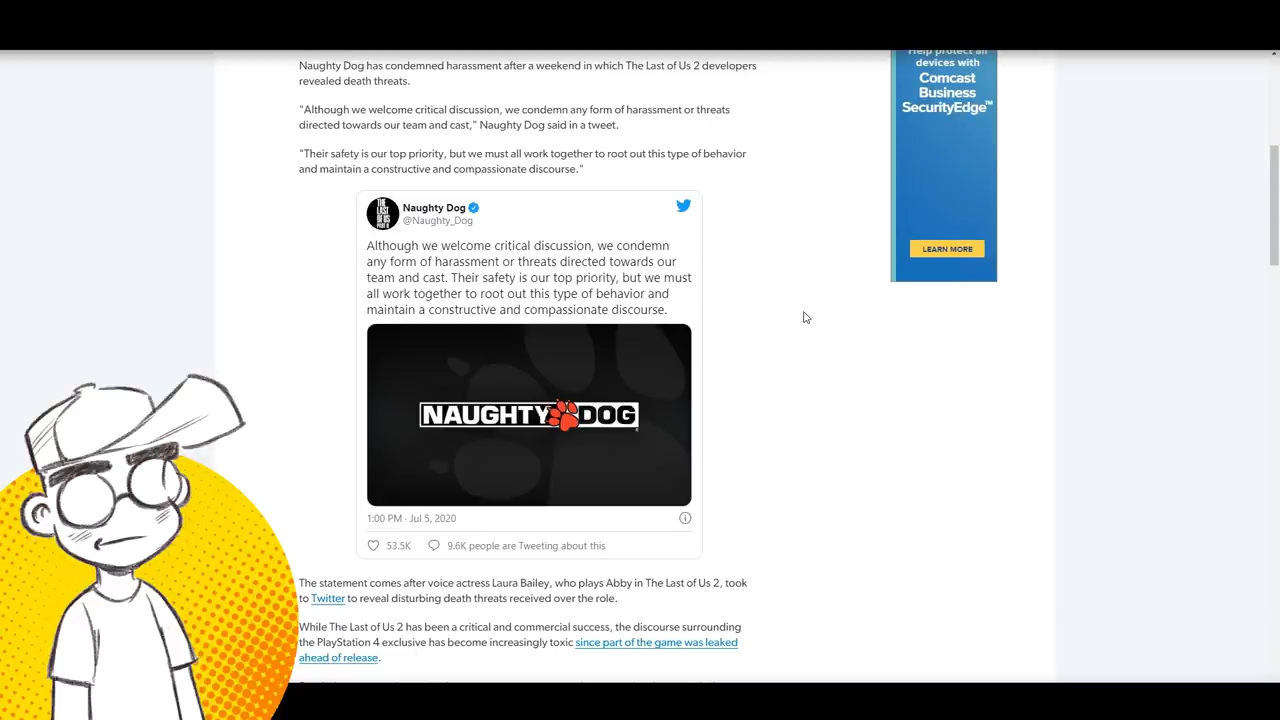 Naughty Dog has condemned harassment after a weekend in which The Last of Us 2 developers
revealed death threats.
"Although we welcome critical discussion, we condemn any form of harassment or threats
directed towards our team and cast," Naughty Dog said in a tweet.
"Their safety is our top priority, but we must all work together to root out this type of behavior
and maintain a constructive and compassionate discourse."
THE LAST OF US PART II
Naughty Dog
@Naughty_Dog
Although we welcome critical discussion, we condemn
any form of harassment or threats directed towards our
team and cast. Their safety is our top priority, but we must
all work together to root out this type of behavior and
maintain a constructive and compassionate discourse.
NAUGHTY DOG
1:00 PM · Jul 5, 2020
53.5K 9.6K people are Tweeting about this
The statement comes after voice actress Laura Bailey, who plays Abby in The Last of Us 2, took
to Twitter to reveal disturbing death threats received over the role.
While The Last of Us 2 has been a critical and commercial success, the discourse surrounding
the PlayStation 4 exclusive has become increasingly toxic since part of the game was leaked
ahead of release.
Help protect all
devices with
Comcast
Business
SecurityEdge™
LEARN MORE